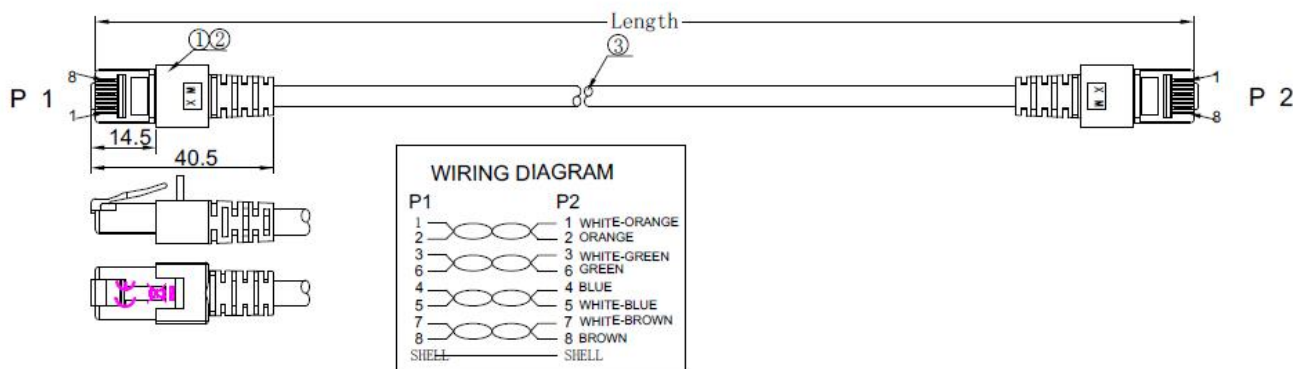 Length
①②
③
8
P 1
1
M X
X M
1
P 2
8
14.5
40.5
WIRING DIAGRAM
P1 P2
1 1 WHITE-ORANGE
2 2 ORANGE
3 3 WHITE-GREEN
6 6 GREEN
4 4 BLUE
5 5 WHITE-BLUE
7 7 WHITE-BROWN
8 8 BROWN
SHELL SHELL